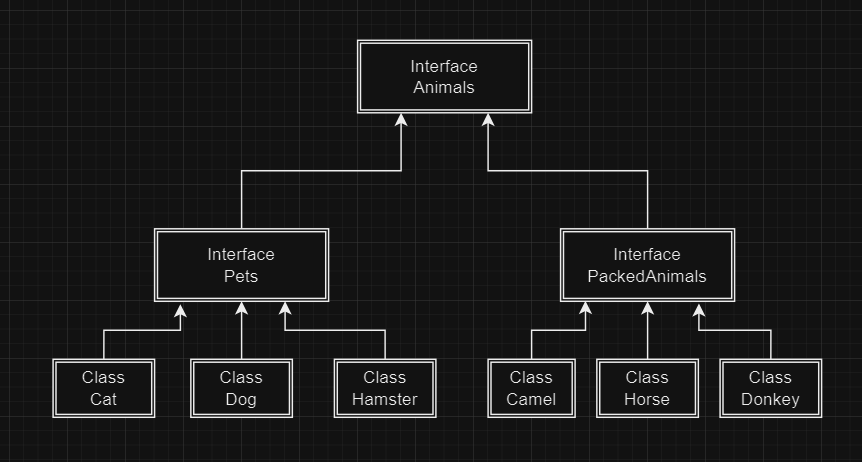 Interface
Animals
Interface
Pets
Interface
PackedAnimals
Class
Cat
Class
Dog
Class
Hamster
Class
Camel
Class
Horse
Class
Donkey